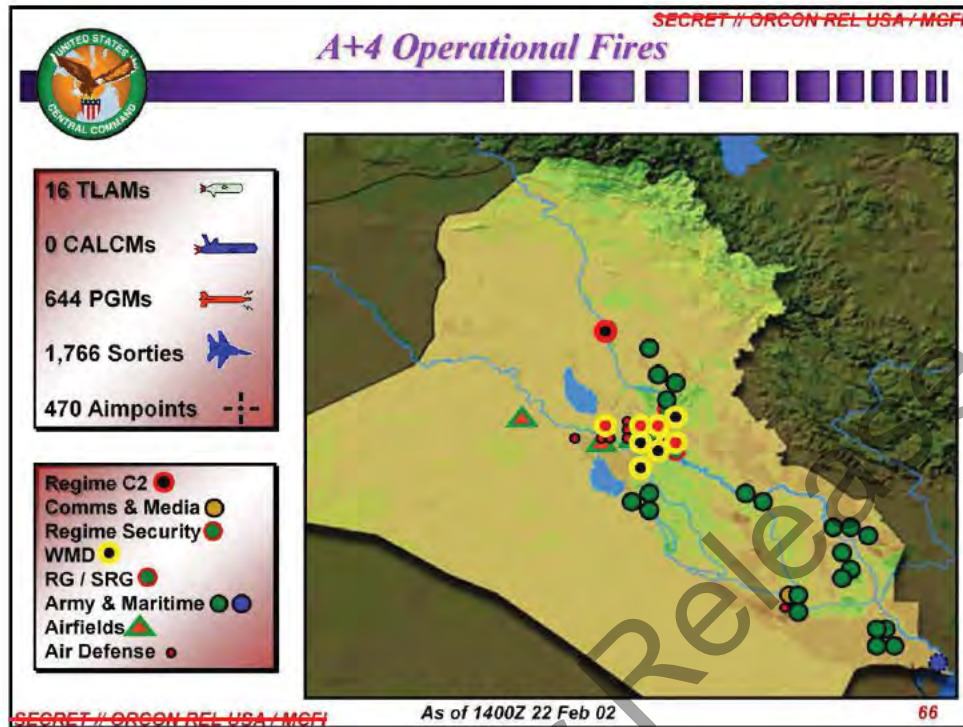 SECRET // ORCON REL USA / MCFI
A+4 Operational Fires
UNITED STATES
CENTRAL COMMAND
16 TLAMs
0 CALCMs
644 PGMs
1,766 Sorties
470 Aimpoints
Regime C2
Comms & Media
Regime Security
WMD
RG / SRG
Army & Maritime
Airfields
Air Defense
Release
SECRET // ORCON REL USA / MCFI
As of 1400Z 22 Feb 02
66